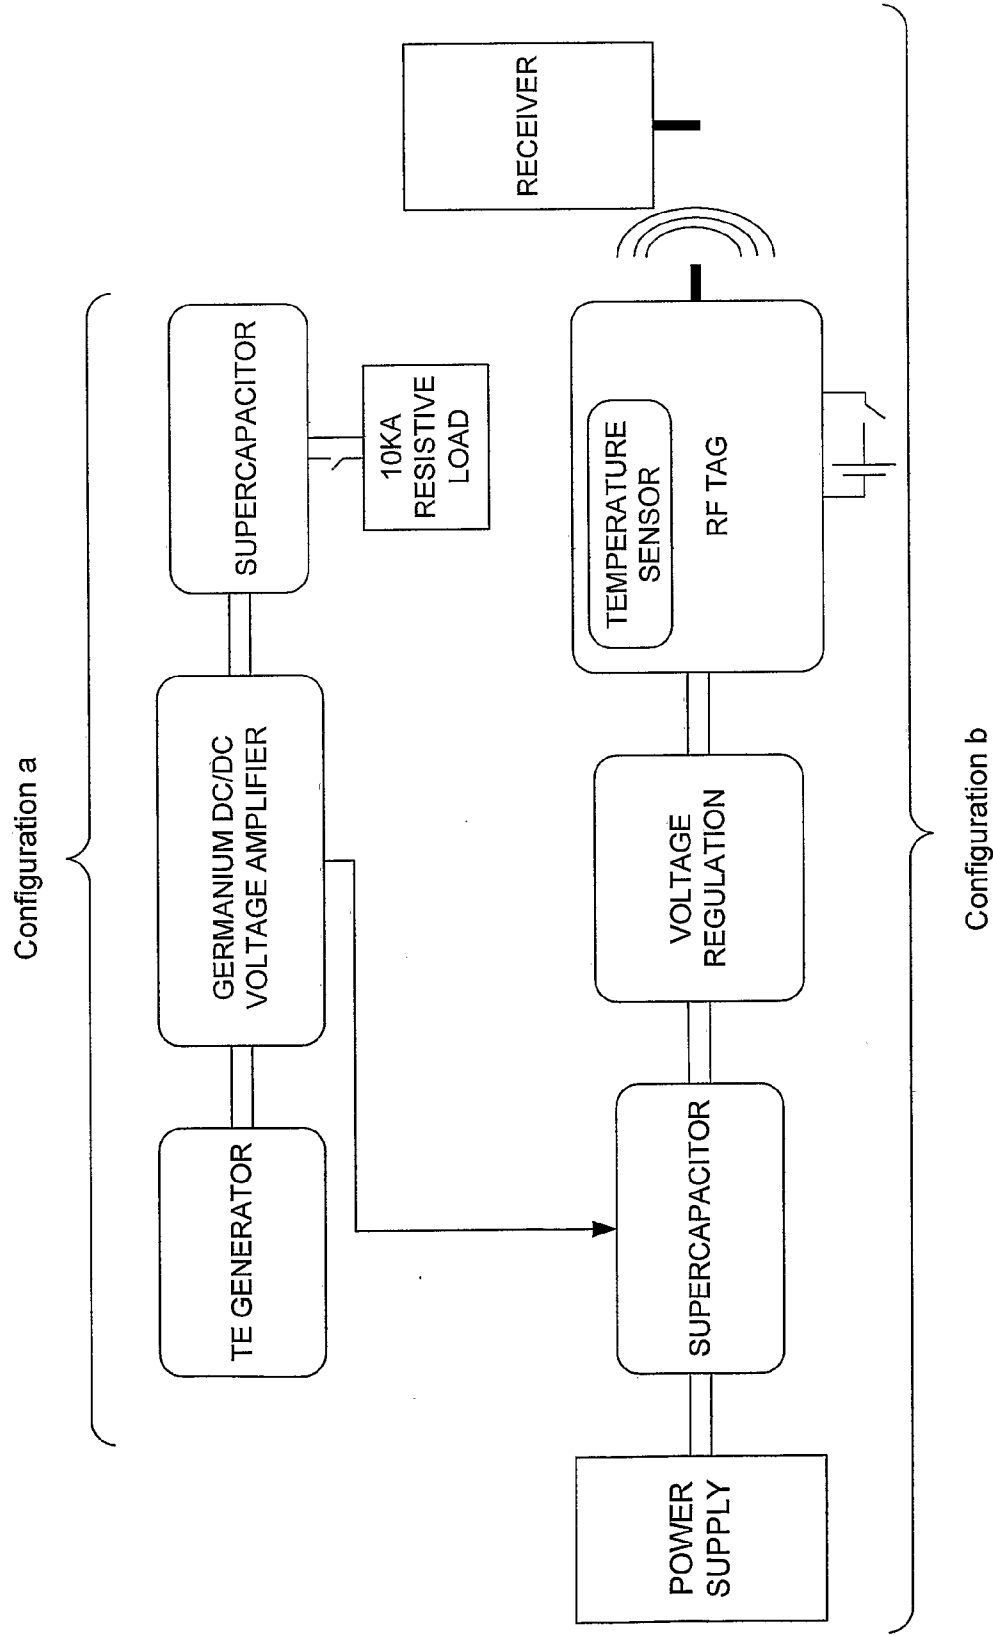 Configuration a
TE GENERATOR
GERMANIUM DC/DC
VOLTAGE AMPLIFIER
SUPERCAPACITOR
10KA
RESISTIVE
LOAD
POWER
SUPPLY
SUPERCAPACITOR
VOLTAGE
REGULATION
TEMPERATURE
SENSOR
RF TAG
RECEIVER
Configuration b